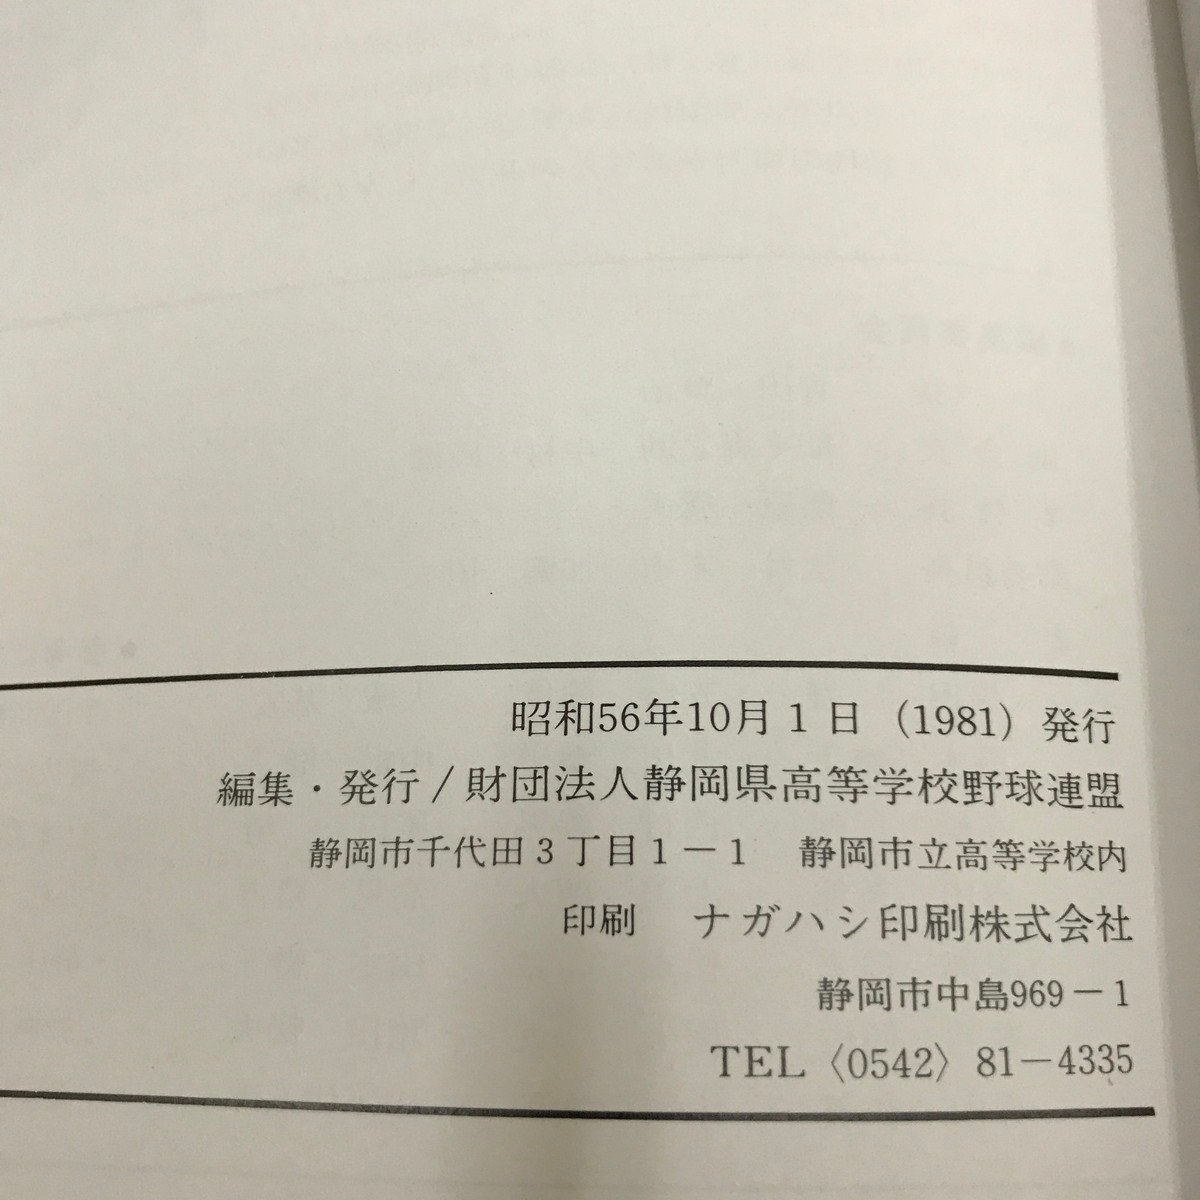 昭和56年10月1日（1981）発行
編集・発行/財団法人静岡県高等学校野球連盟
静岡市千代田3丁目1－1　静岡市立高等学校内
印刷　ナガハシ印刷株式会社
静岡市中島969－1
TEL〈0542〉81－4335